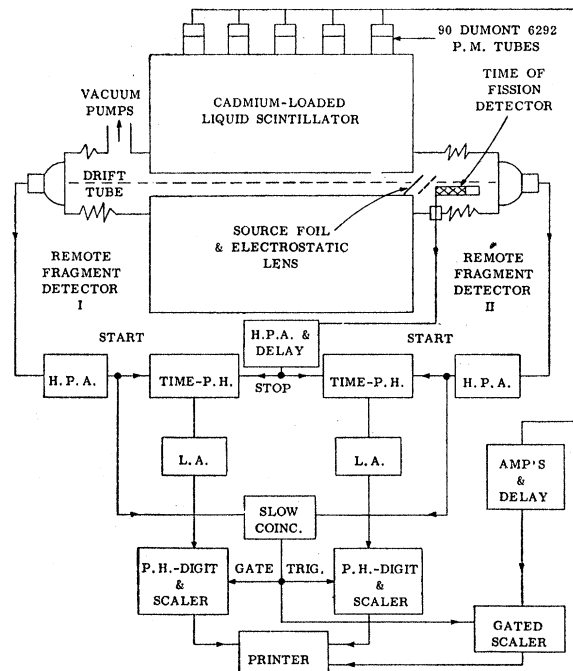 90 DUMONT 6292
P.M. TUBES
TIME OF
FISSION
DETECTOR
VACUUM
PUMPS
CADMIUM-LOADED
LIQUID SCINTILLATOR
DRIFT
TUBE
SOURCE FOIL
& ELECTROSTATIC
LENS
REMOTE
FRAGMENT
DETECTOR
I
REMOTE
FRAGMENT
DETECTOR
II
START
H.P.A. &
DELAY
START
H.P.A.
TIME-P.H.
STOP
TIME-P.H.
H.P.A.
L.A.
L.A.
AMP'S
&
DELAY
SLOW
COINC.
P.H.-DIGIT
&
SCALER
GATE
TRIG.
P.H.-DIGIT
&
SCALER
GATED
SCALER
PRINTER